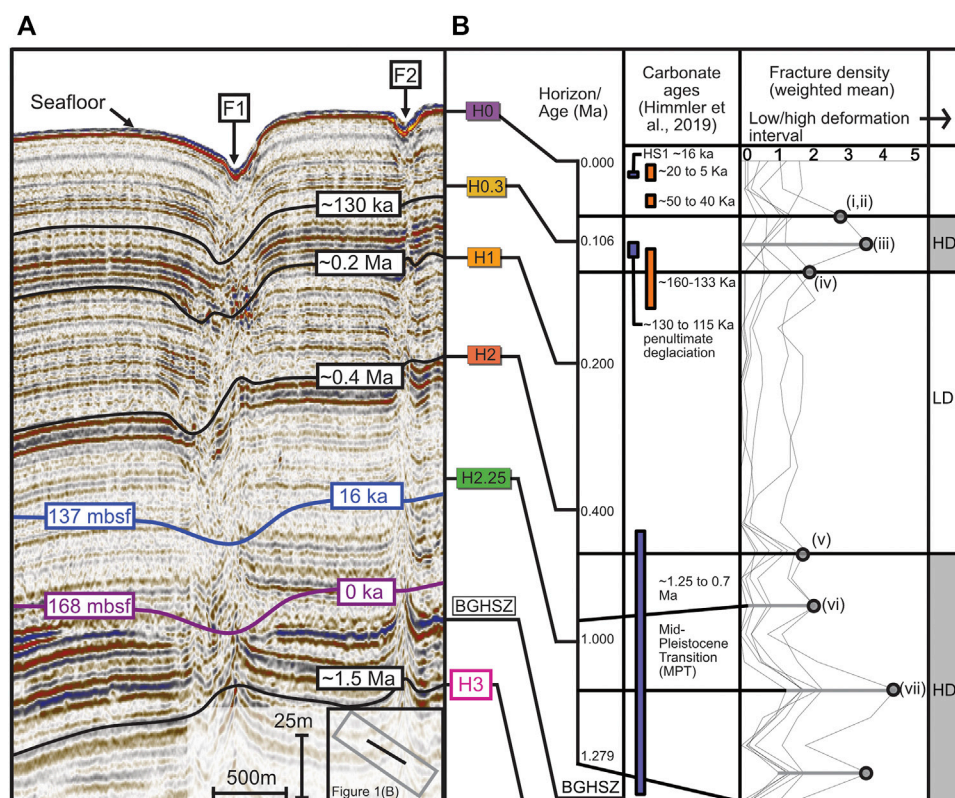 A
B
Seafloor
F1
F2
~130 ka
~0.2 Ma
~0.4 Ma
16 ka
137 mbsf
0 ka
168 mbsf
~1.5 Ma
25m
500m
Figure 1(B)
H0
H0.3
H1
H2
H2.25
BGHSZ
H3
Horizon/
Age (Ma)
0.000
0.106
0.200
0.400
1.000
1.279
BGHSZ
Carbonate
ages
(Himmler et
al., 2019)
HS1 ~16 ka
~20 to 5 Ka
~50 to 40 Ka
~160-133 Ka
~130 to 115 Ka
penultimate
deglaciation
~1.25 to 0.7
Ma
Mid-
Pleistocene
Transition
(MPT)
Fracture density
(weighted mean)
Low/high deformation
interval
0 1 2 3 4 5
(i,ii)
(iii)
(iv)
(v)
(vi)
(vii)
HD
LD
HD